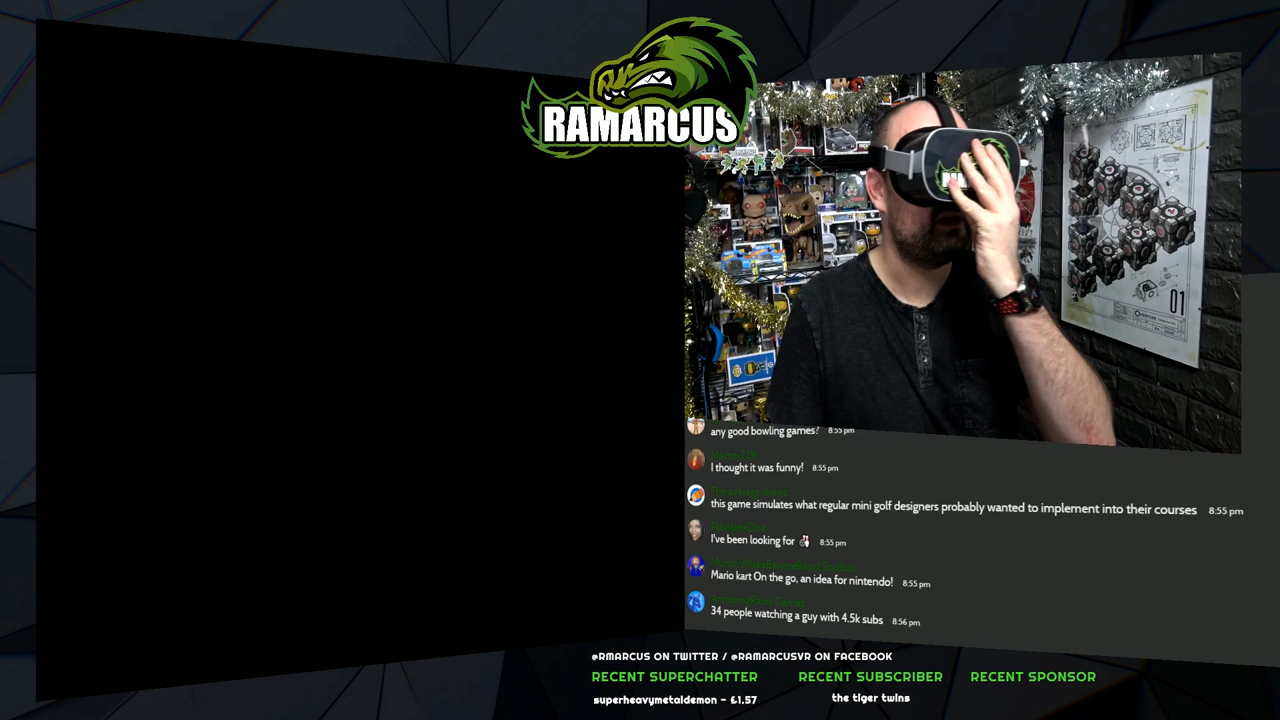 RAMARCUS
01
any good bowling games? 8:55 pm
I thought it was funny! 8:55 pm
this game simulates what regular mini golf designers probably wanted to implement into their courses 8:55 pm
PlainJaneDoe
I've been looking for 8:55 pm
Mario kart On the go, an idea for nintendo! 8:55 pm
34 people watching a guy with 4.5k subs 8:56 pm
@RMARCUS ON TWITTER / @RAMARCUSVR ON FACEBOOK
RECENT SUPERCHATTER RECENT SUBSCRIBER RECENT SPONSOR
superheavymetaldemon - £1.57 the tiger twins